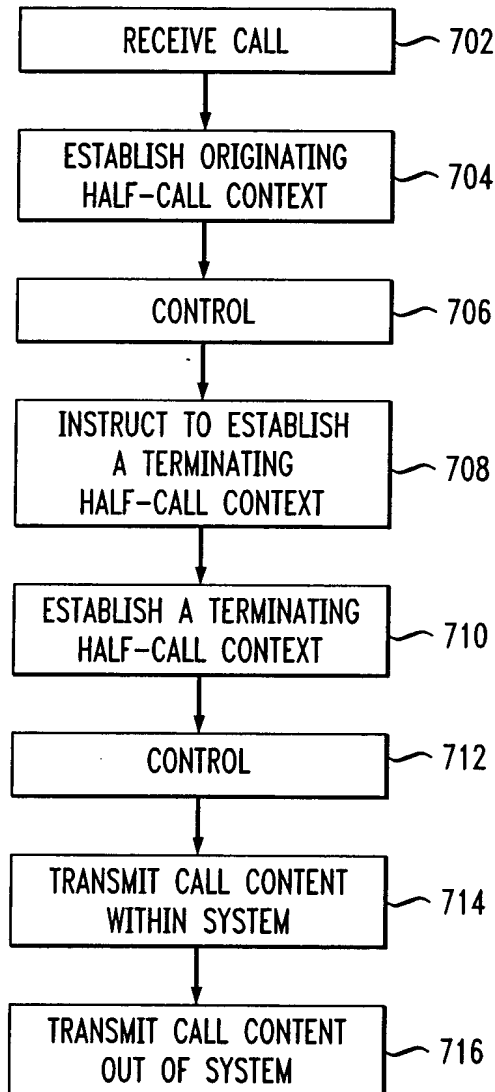 RECEIVE CALL
702
ESTABLISH ORIGINATING
HALF-CALL CONTEXT
704
CONTROL
706
INSTRUCT TO ESTABLISH
A TERMINATING
HALF-CALL CONTEXT
708
ESTABLISH A TERMINATING
HALF-CALL CONTEXT
710
CONTROL
712
TRANSMIT CALL CONTENT
WITHIN SYSTEM
714
TRANSMIT CALL CONTENT
OUT OF SYSTEM
716